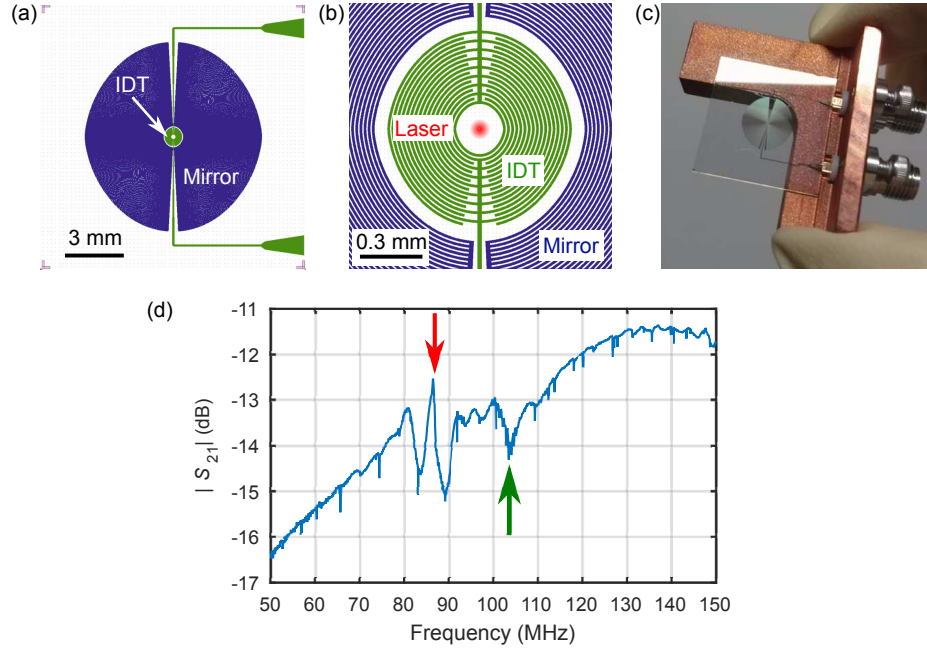 (a)
IDT
Mirror
3 mm
(b)
Laser
IDT
0.3 mm
Mirror
(c)
(d)
| S21| (dB)
-11
-12
-13
-14
-15
-16
-17
50 60 70 80 90 100 110 120 130 140 150
Frequency (MHz)